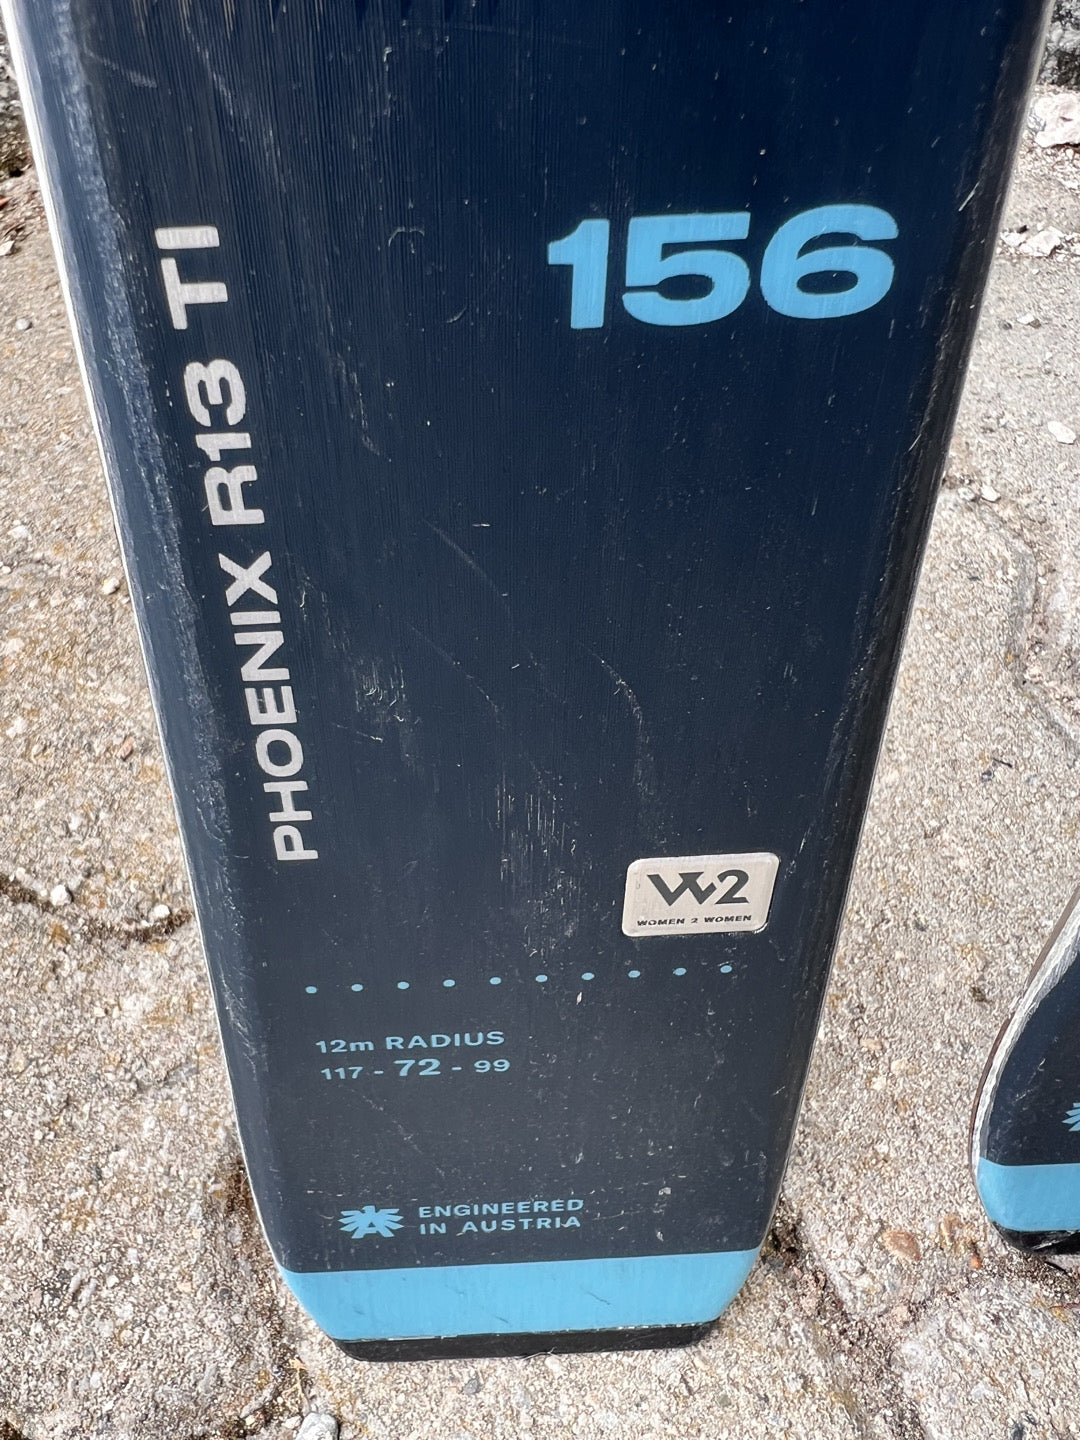 156
PHOENIX R13 TI
W2
WOMEN 2 WOMEN
12m RADIUS
117 - 72 - 99
ENGINEERED
IN AUSTRIA